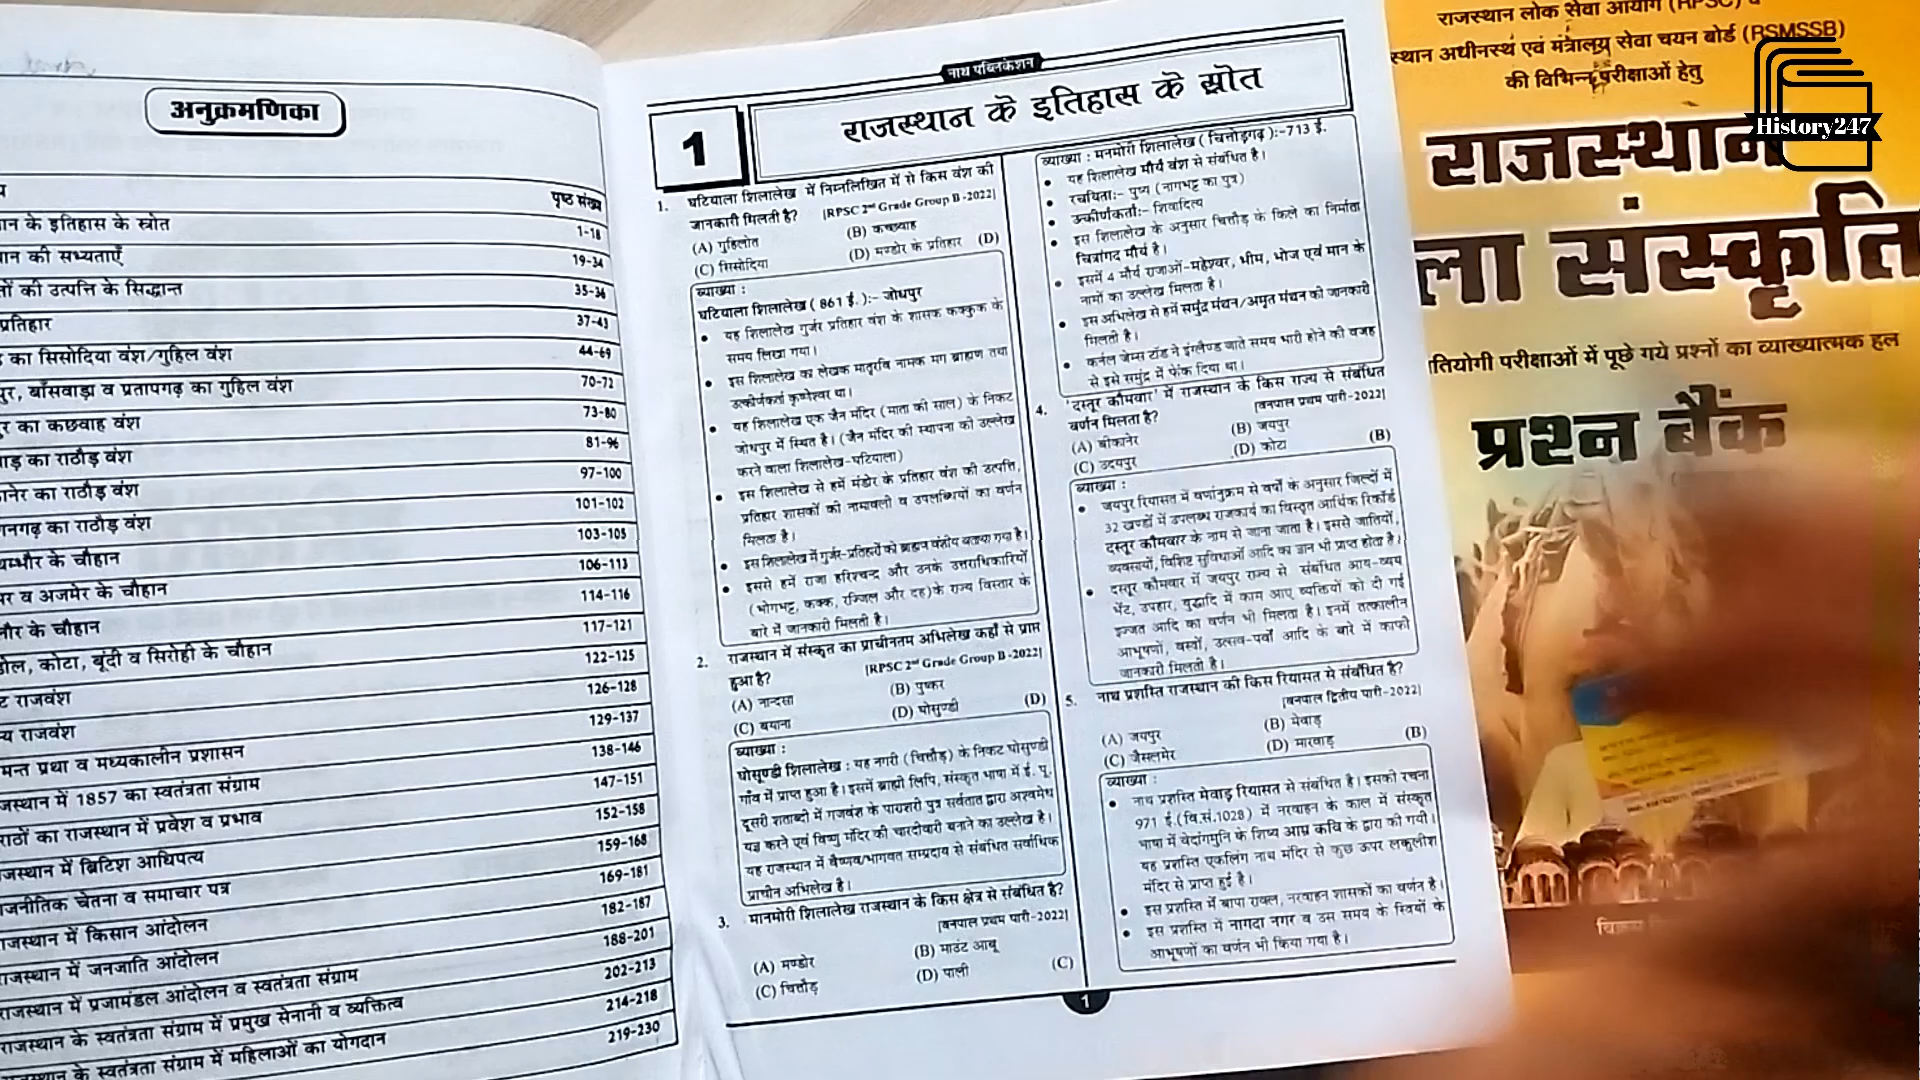 अनुक्रमणिका
पृष्ठ संख्य
ान के इतिहास के स्रोत 1-18
ान की सभ्यताएँ 19-34
तों की उत्पत्ति के सिद्धान्त 35-36
प्रतिहार 37-43
का सिसोदिया वंश/गुहिल वंश 44-69
पुर, बाँसवाड़ा व प्रतापगढ़ का गुहिल वंश 70-72
ुर का कछवाह वंश 73-80
ाड़ का राठौड़ वंश 81-96
ानेर का राठौड़ वंश 97-100
नगढ़ का राठौड़ वंश 101-102
थम्भौर के चौहान 103-105
र व अजमेर के चौहान 106-113
ौर के चौहान 114-116
डोल, कोटा, बूंदी व सिरोही के चौहान 117-121
ट राजवंश 122-125
य राजवंश 126-128
मन्त प्रथा व मध्यकालीन प्रशासन 129-137
जस्थान में 1857 का स्वतंत्रता संग्राम 138-146
राठों का राजस्थान में प्रवेश व प्रभाव 147-151
जस्थान में ब्रिटिश आधिपत्य 152-158
ाजनीतिक चेतना व समाचार पत्र 159-168
ाजस्थान में किसान आंदोलन 169-181
ाजस्थान में जनजाति आंदोलन 182-187
राजस्थान में प्रजामंडल आंदोलन व स्वतंत्रता संग्राम 188-201
राजस्थान के स्वतंत्रता संग्राम में प्रमुख सेनानी व व्यक्तित्व 202-213
ाजस्थान के स्वतंत्रता संग्राम में महिलाओं का योगदान 214-218
219-230
नाथ पब्लिकेशन
1
राजस्थान के इतिहास के स्रोत
1. घटियाला शिलालेख में निम्नलिखित में से किस वंश की
जानकारी मिलती है? [RPSC 2nd Grade Group B-2022]
(A) गुहिलोत (B) कच्छवाह
(C) सिसोदिया (D) मण्डोर के प्रतिहार (D)
व्याख्या :
घटियाला शिलालेख ( 861 ई. ):- जोधपुर
• यह शिलालेख गुर्जर प्रतिहार वंश के शासक कक्कुक के
समय लिखा गया।
• इस शिलालेख का लेखक मातृरवि नामक मग ब्राह्मण तथा
उत्कीर्णकर्ता कृष्णेश्वर था।
• यह शिलालेख एक जैन मंदिर (माता की साल) के निकट
जोधपुर में स्थित है। (जैन मंदिर की स्थापना को उल्लेख
करने वाला शिलालेख-घटियाला)
• इस शिलालेख से हमें मंडोर के प्रतिहार वंश की उत्पत्ति,
प्रतिहार शासकों की नामावली व उपलब्धियों का वर्णन
मिलता है।
• इस शिलालेख में गुर्जर-प्रतिहारों को ब्राह्मण वंशीय बताया गया है।
• इससे हमें राजा हरिश्चन्द्र और उनके उत्तराधिकारियों
(भोगभट्ट, कक्क, रज्जिल और दह)के राज्य विस्तार के
बारे में जानकारी मिलती है।
2. राजस्थान में संस्कृत का प्राचीनतम अभिलेख कहाँ से प्राप्त
हुआ है? [RPSC 2nd Grade Group B-2022]
(A) नान्दसा (B) पुष्कर
(C) बयाना (D) घोसुण्डी (D)
व्याख्या :
घोसूण्डी शिलालेख : यह नगरी (चित्तौड़) के निकट घोसुण्डी
गाँव में प्राप्त हुआ है। इसमें ब्राह्मी लिपि, संस्कृत भाषा में ई. पू.
दूसरी शताब्दी में गजवंश के पाराशरी पुत्र सर्वतात द्वारा अश्वमेध
यज्ञ करने एवं विष्णु मंदिर की चारदीवारी बनाने का उल्लेख है।
यह राजस्थान में वैष्णव/भागवत सम्प्रदाय से संबंधित सर्वाधिक
प्राचीन अभिलेख है।
3. मानमोरी शिलालेख राजस्थान के किस क्षेत्र से संबंधित है?
[वनपाल प्रथम पारी-2022]
(A) मण्डोर (B) माउंट आबू
(C) चित्तौड़ (D) पाली (C)
व्याख्या : मनमोरी शिलालेख ( चित्तौड़गढ़ ):-713 ई.
• यह शिलालेख मौर्य वंश से संबंधित है।
• रचयिता:- पुष्य (नागभट्ट का पुत्र)
• उत्कीर्णकर्ता:- शिवादित्य
• इस शिलालेख के अनुसार चित्तौड़ के किले का निर्माता
चित्रांगद मौर्य है।
• इसमें 4 मौर्य राजाओं-महेश्वर, भीम, भोज एवं मान के
नामों का उल्लेख मिलता है।
• इस अभिलेख से हमें समुंद्र मंथन/अमृत मंथन की जानकारी
मिलती है।
• कर्नल जेम्स टॉड ने इंग्लैण्ड जाते समय भारी होने की वजह
से इसे समुंद्र में फेंक दिया था।
4. 'दस्तूर कौमवार' में राजस्थान के किस राज्य से संबंधित
वर्णन मिलता है? [वनपाल प्रथम पारी-2022]
(A) बीकानेर (B) जयपुर
(C) उदयपुर (D) कोटा (B)
व्याख्या :
• जयपुर रियासत में वर्णानुक्रम से वर्षों के अनुसार जिल्दों में
32 खण्डों में उपलब्ध राजकार्य का विस्तृत आर्थिक रिकॉर्ड
दस्तूर कौमवार के नाम से जाना जाता है। इससे जातियों,
व्यवसायों, विशिष्ट सुविधाओं आदि का ज्ञान भी प्राप्त होता है।
• दस्तूर कौमवार में जयपुर राज्य से संबंधित आय-व्यय
भेंट, उपहार, युद्धादि में काम आए व्यक्तियों को दी गई
इज्जत आदि का वर्णन भी मिलता है। इनमें तत्कालीन
आभूषणों, वस्त्रों, उत्सव-पर्वों आदि के बारे में काफी
जानकारी मिलती है।
5. नाथ प्रशस्ति राजस्थान की किस रियासत से संबंधित है?
[वनपाल द्वितीय पारी-2022]
(A) जयपुर (B) मेवाड़
(C) जैसलमेर (D) मारवाड़ (B)
व्याख्या :
• नाथ प्रशस्ति मेवाड़ रियासत से संबंधित है। इसकी रचना
971 ई.(वि.सं.1028) में नरवाहन के काल में संस्कृत
भाषा में वेदांगमुनि के शिष्य आम्र कवि के द्वारा की गयी।
यह प्रशस्ति एकलिंग नाथ मंदिर से कुछ ऊपर लकुलीश
मंदिर से प्राप्त हुई है।
• इस प्रशस्ति में बापा रावल, नरवाहन शासकों का वर्णन है।
• इस प्रशस्ति में नागदा नगर व उस समय के स्त्रियों के
आभूषणों का वर्णन भी किया गया है।
1
राजस्थान लोक सेवा आयोग (RPSC) व
स्थान अधीनस्थ एवं मंत्रालय सेवा चयन बोर्ड (RSMSSB)
की विभिन्न परीक्षाओं हेतु
History247
राजस्थान
ला संस्कृति
तियोगी परीक्षाओं में पूछे गये प्रश्नों का व्याख्यात्मक हल
प्रश्न बैंक